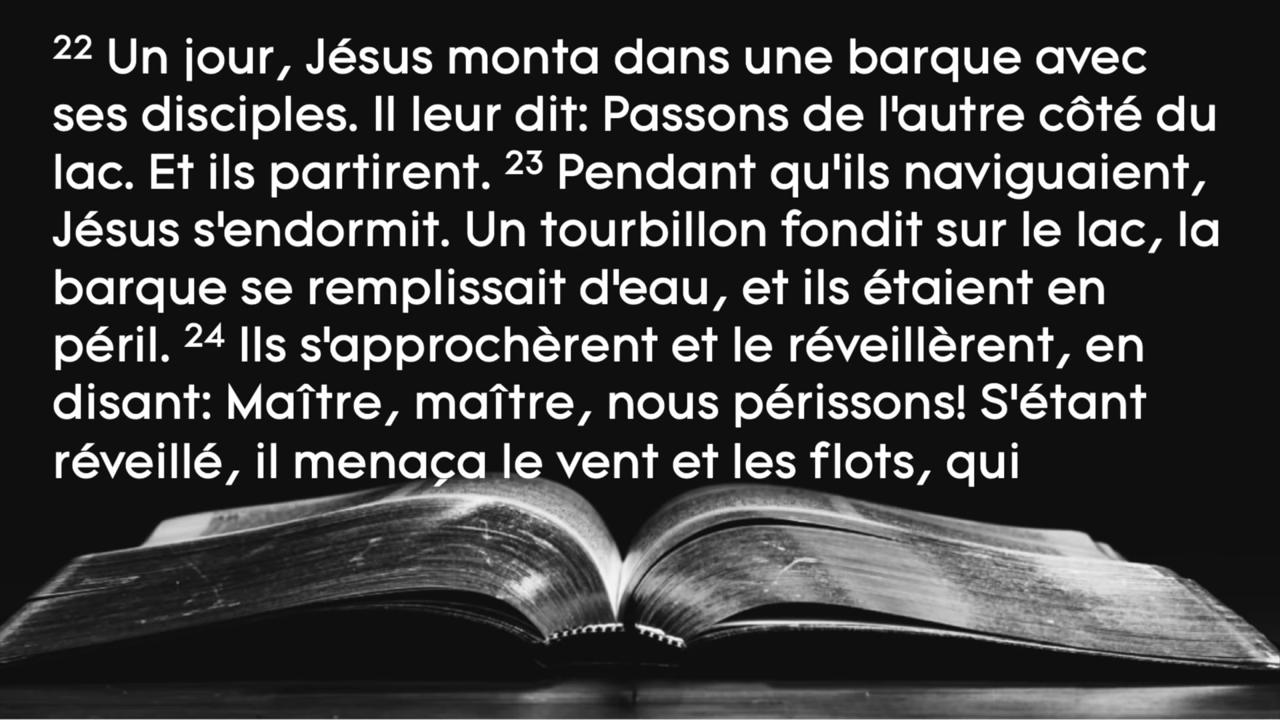 ²² Un jour, Jésus monta dans une barque avec
ses disciples. Il leur dit: Passons de l'autre côté du
lac. Et ils partirent. ²³ Pendant qu'ils naviguaient,
Jésus s'endormit. Un tourbillon fondit sur le lac, la
barque se remplissait d'eau, et ils étaient en
péril. ²⁴ Ils s'approchèrent et le réveillèrent, en
disant: Maître, maître, nous périssons! S'étant
réveillé, il menaça le vent et les flots, qui